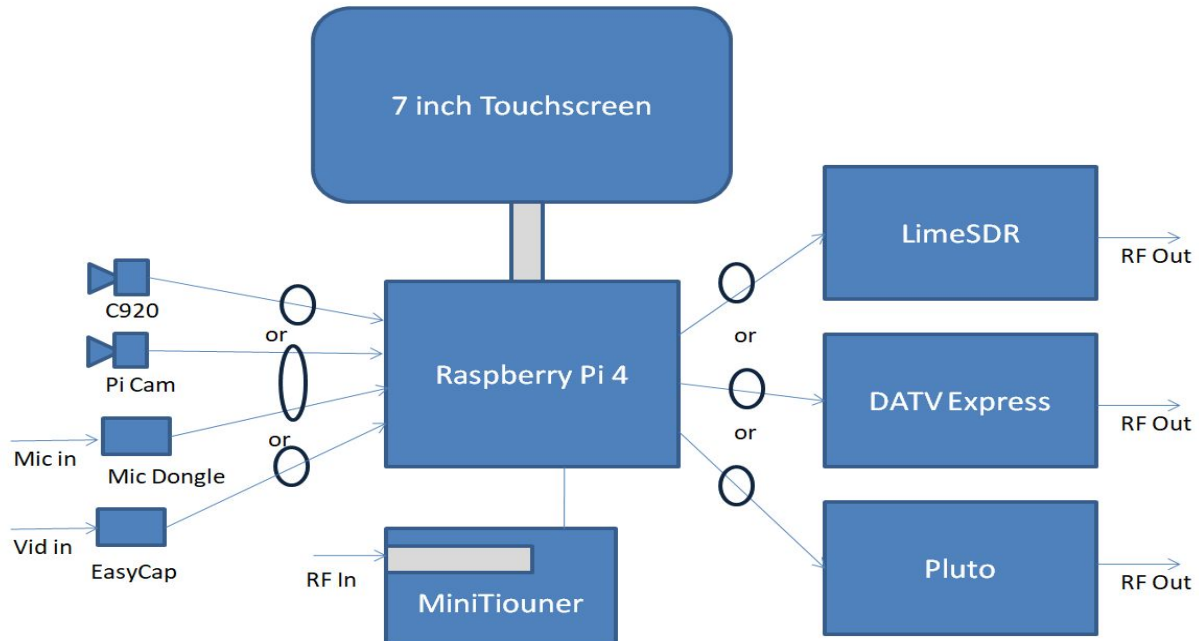 7 inch Touchscreen
C920
or
Pi Cam
or
Mic in
Mic Dongle
Vid in
EasyCap
Raspberry Pi 4
RF In
MiniTiouner
or
or
LimeSDR
RF Out
DATV Express
RF Out
Pluto
RF Out